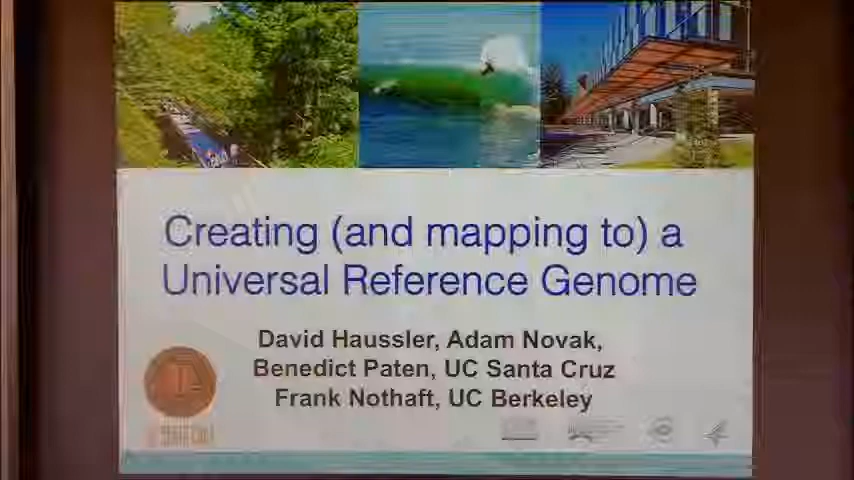 Creating (and mapping to) a
Universal Reference Genome
David Haussler, Adam Novak,
Benedict Paten, UC Santa Cruz
Frank Nothaft, UC Berkeley